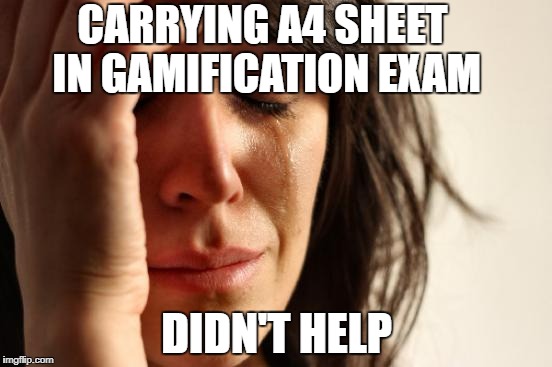 CARRYING A4 SHEET
IN GAMIFICATION EXAM
DIDN'T HELP
imgflip.com